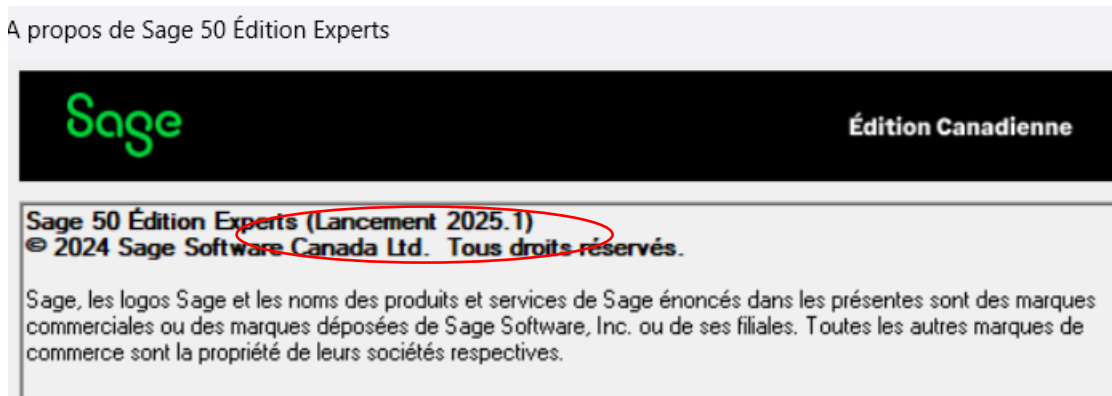 A propos de Sage 50 Édition Experts
Sage
Édition Canadienne
Sage 50 Édition Experts (Lancement 2025.1)
© 2024 Sage Software Canada Ltd. Tous droits réservés.
Sage, les logos Sage et les noms des produits et services de Sage énoncés dans les présentes sont des marques
commerciales ou des marques déposées de Sage Software, Inc. ou de ses filiales. Toutes les autres marques de
commerce sont la propriété de leurs sociétés respectives.